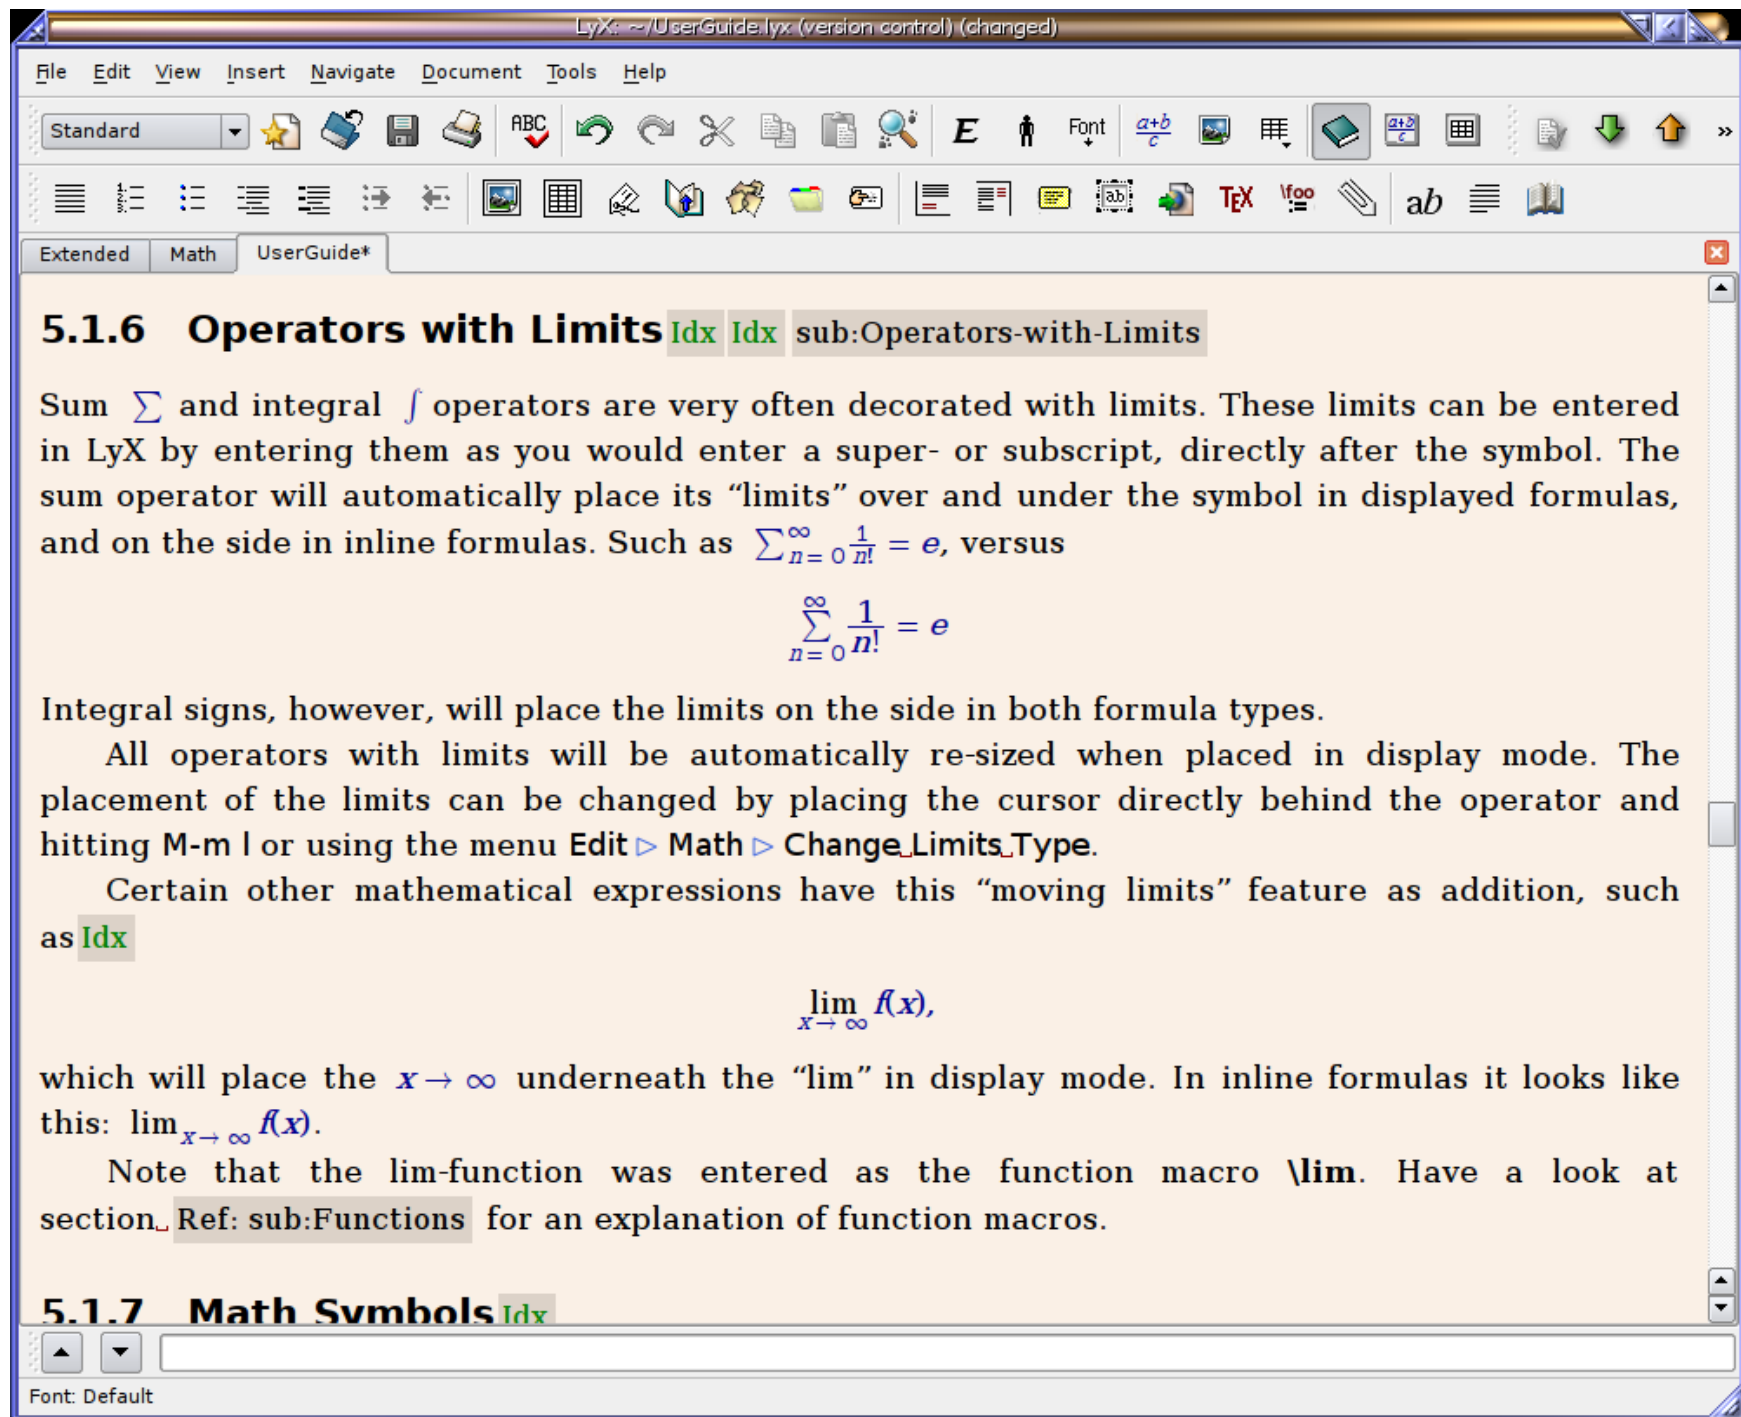 LyX: ~/UserGuide.lyx (version control) (changed)
File Edit View Insert Navigate Document Tools Help
Standard ABC E Font a+b/c a+b/c »
ab TEX \foo ab
Extended Math UserGuide*
5.1.6 Operators with Limits Idx Idx sub:Operators-with-Limits
Sum ∑ and integral ∫ operators are very often decorated with limits. These limits can be entered
in LyX by entering them as you would enter a super- or subscript, directly after the symbol. The
sum operator will automatically place its “limits” over and under the symbol in displayed formulas,
and on the side in inline formulas. Such as ∑_{n=0}^{∞} 1/n! = e, versus
∑_{n=0}^{∞} 1/n! = e
Integral signs, however, will place the limits on the side in both formula types.
All operators with limits will be automatically re-sized when placed in display mode. The
placement of the limits can be changed by placing the cursor directly behind the operator and
hitting M-m l or using the menu Edit ▷ Math ▷ Change␣Limits␣Type.
Certain other mathematical expressions have this “moving limits” feature as addition, such
as Idx
lim_{x→∞} f(x),
which will place the x→∞ underneath the “lim” in display mode. In inline formulas it looks like
this: lim_{x→∞} f(x).
Note that the lim-function was entered as the function macro \lim. Have a look at
section␣Ref: sub:Functions for an explanation of function macros.
5.1.7 Math Symbols Idx
Font: Default